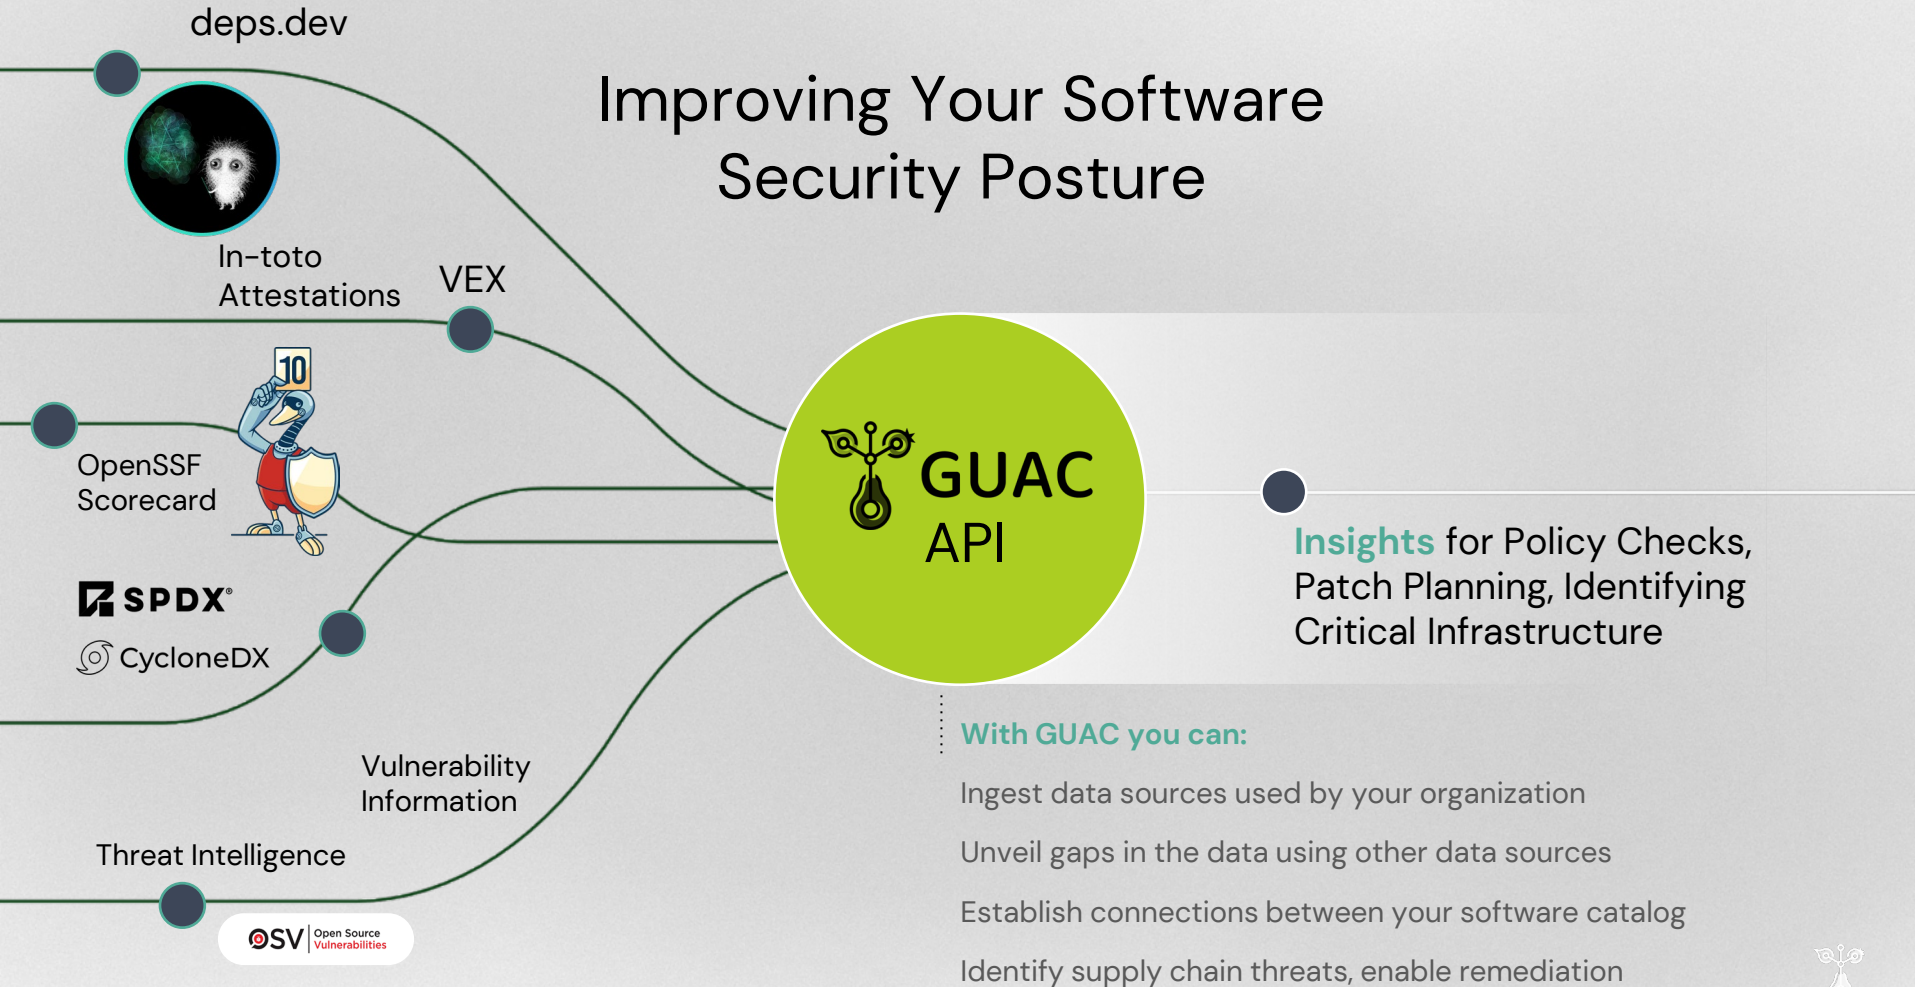 deps.dev
Improving Your Software
Security Posture
In-toto
Attestations
VEX
10
OpenSSF
Scorecard
GUAC
API
Insights for Policy Checks,
Patch Planning, Identifying
Critical Infrastructure
SPDX®
CycloneDX
With GUAC you can:
Vulnerability
Information
Ingest data sources used by your organization
Threat Intelligence
Unveil gaps in the data using other data sources
Establish connections between your software catalog
OSV Open Source
Vulnerabilities
Identify supply chain threats, enable remediation